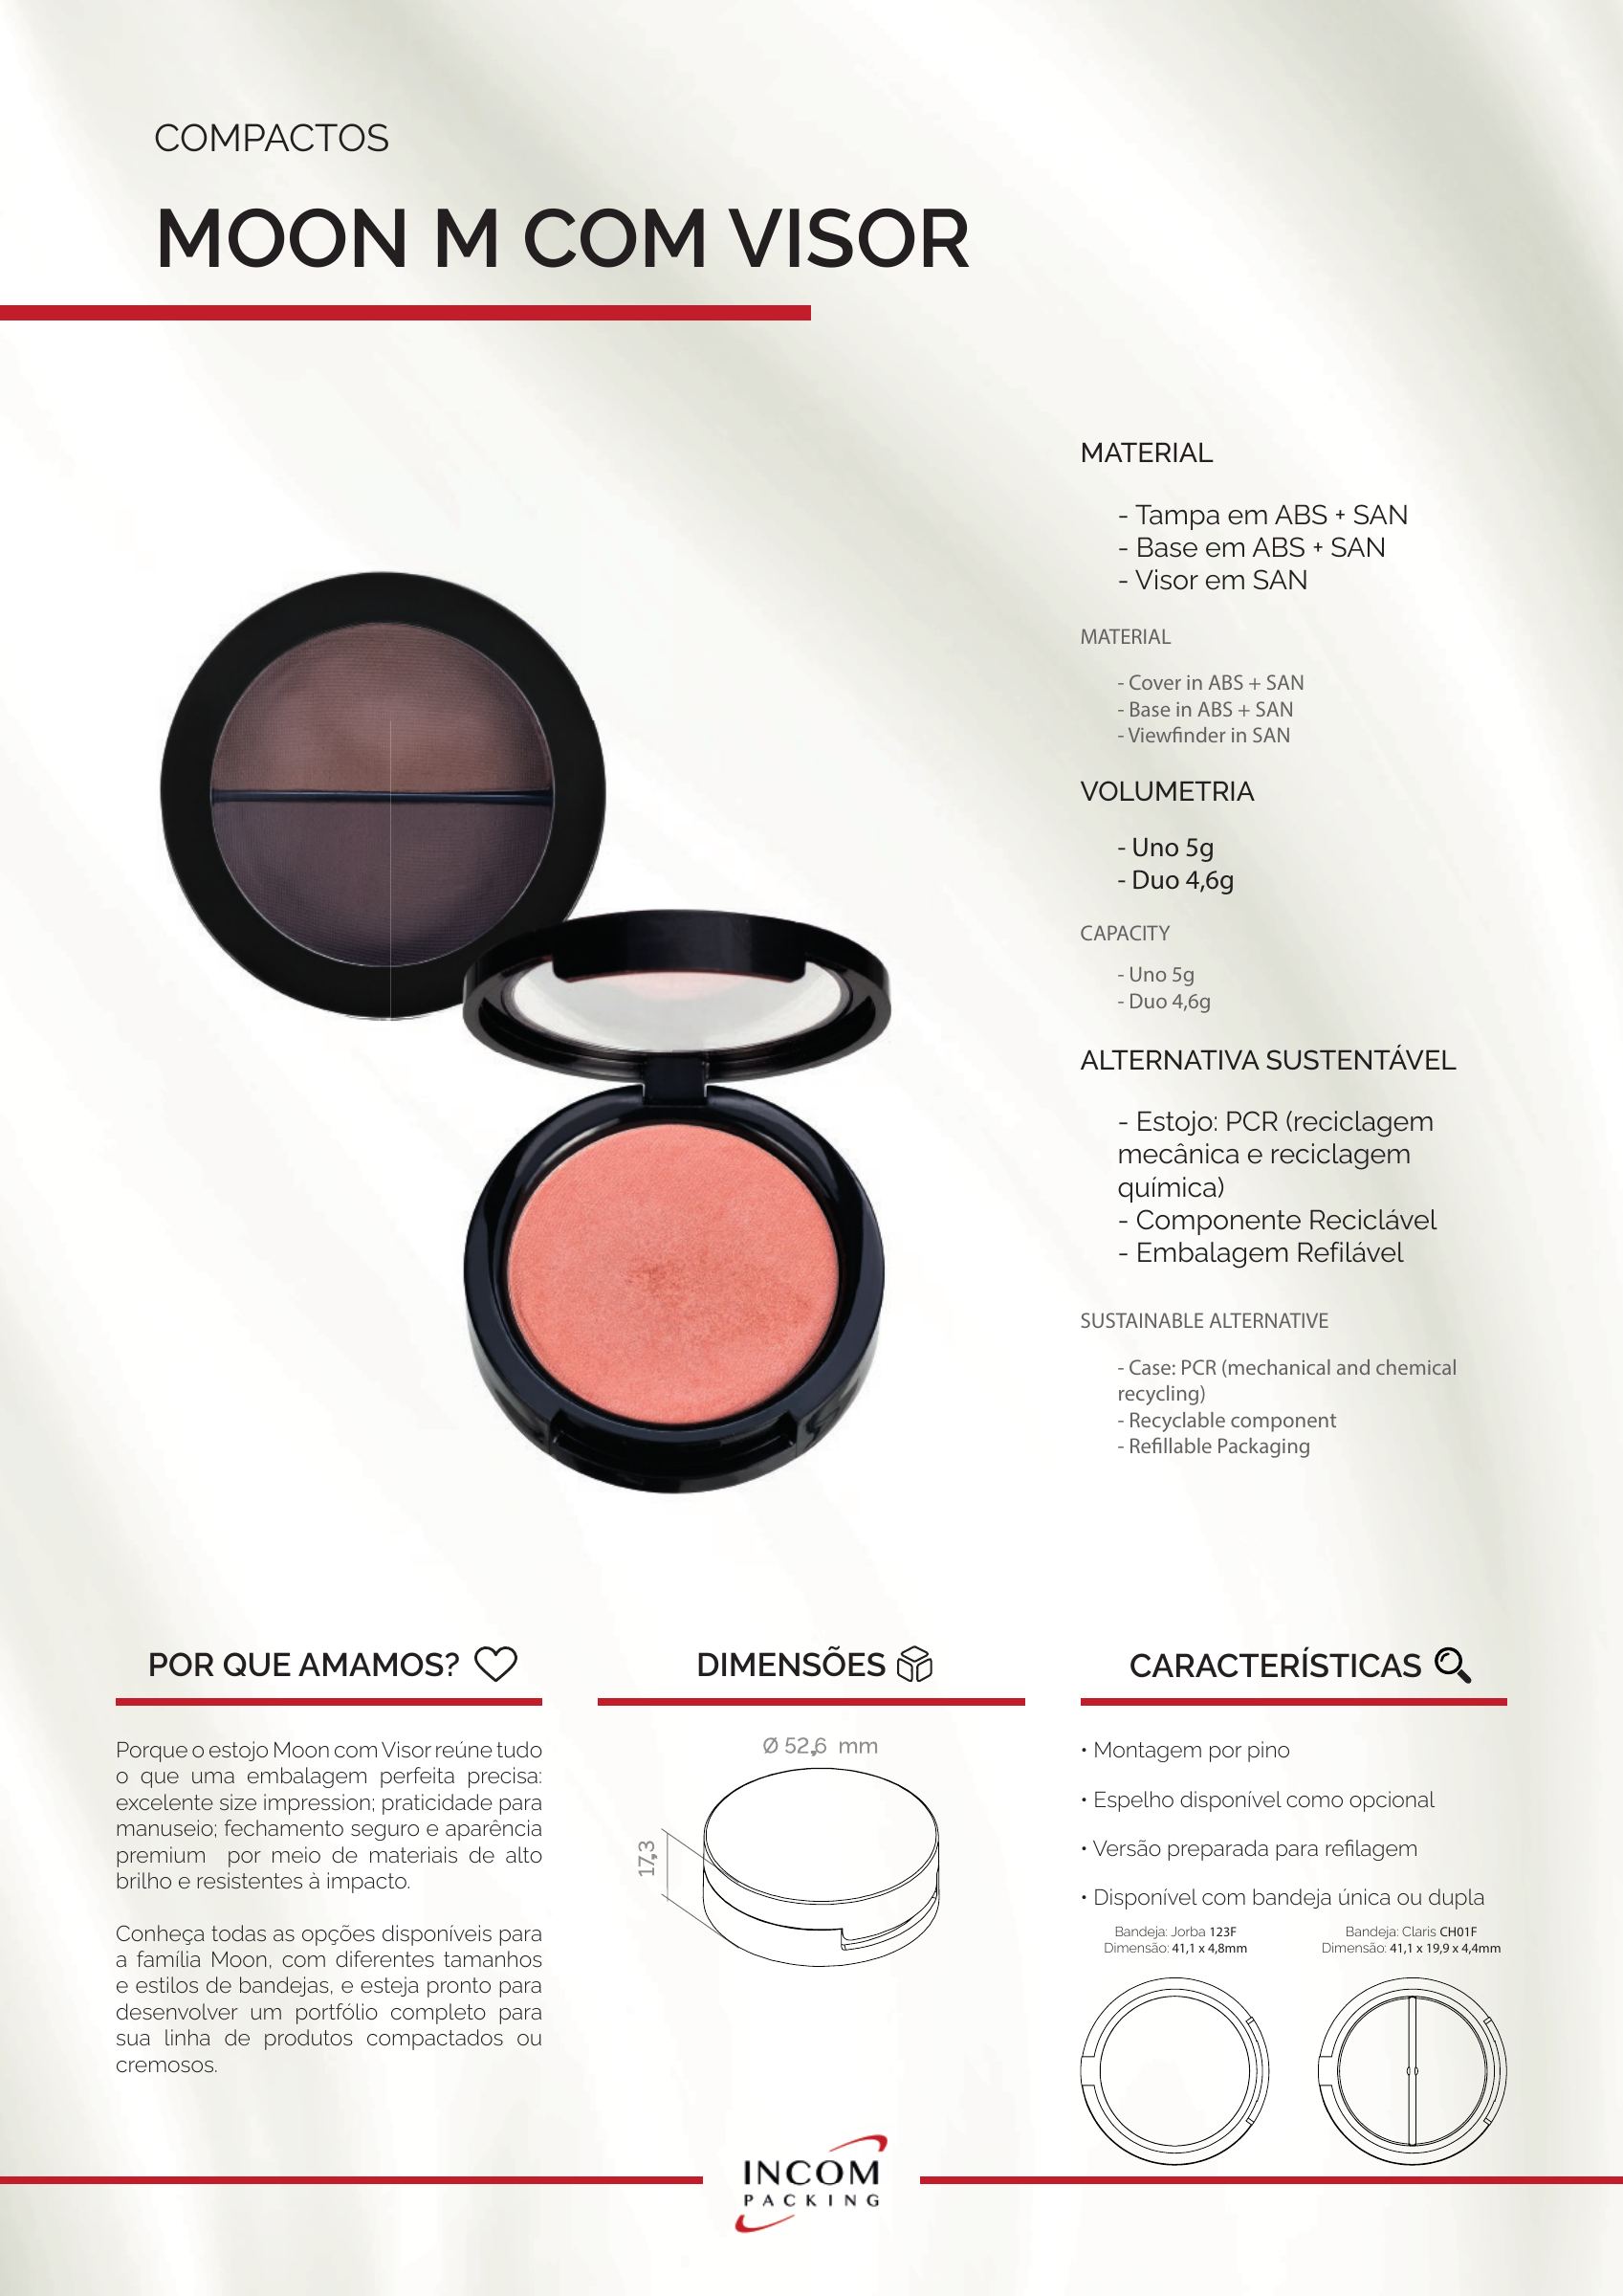 COMPACTOS
MOON M COM VISOR
MATERIAL
- Tampa em ABS + SAN
- Base em ABS + SAN
- Visor em SAN
MATERIAL
- Cover in ABS + SAN
- Base in ABS + SAN
- Viewfinder in SAN
VOLUMETRIA
- Uno 5g
- Duo 4,6g
CAPACITY
- Uno 5g
- Duo 4,6g
ALTERNATIVA SUSTENTÁVEL
- Estojo: PCR (reciclagem
mecânica e reciclagem
química)
- Componente Reciclável
- Embalagem Refilável
SUSTAINABLE ALTERNATIVE
- Case: PCR (mechanical and chemical
recycling)
- Recyclable component
- Refillable Packaging
POR QUE AMAMOS?
Porque o estojo Moon com Visor reúne tudo
o que uma embalagem perfeita precisa:
excelente size impression; praticidade para
manuseio; fechamento seguro e aparência
premium por meio de materiais de alto
brilho e resistentes à impacto.
Conheça todas as opções disponíveis para
a família Moon, com diferentes tamanhos
e estilos de bandejas, e esteja pronto para
desenvolver um portfólio completo para
sua linha de produtos compactados ou
cremosos.
DIMENSÕES
Ø 52,6 mm
17,3
CARACTERÍSTICAS
• Montagem por pino
• Espelho disponível como opcional
• Versão preparada para refilagem
• Disponível com bandeja única ou dupla
Bandeja: Jorba 123F
Dimensão: 41,1 x 4,8mm
Bandeja: Claris CH01F
Dimensão: 41,1 x 19,9 x 4,4mm
INCOM
PACKING